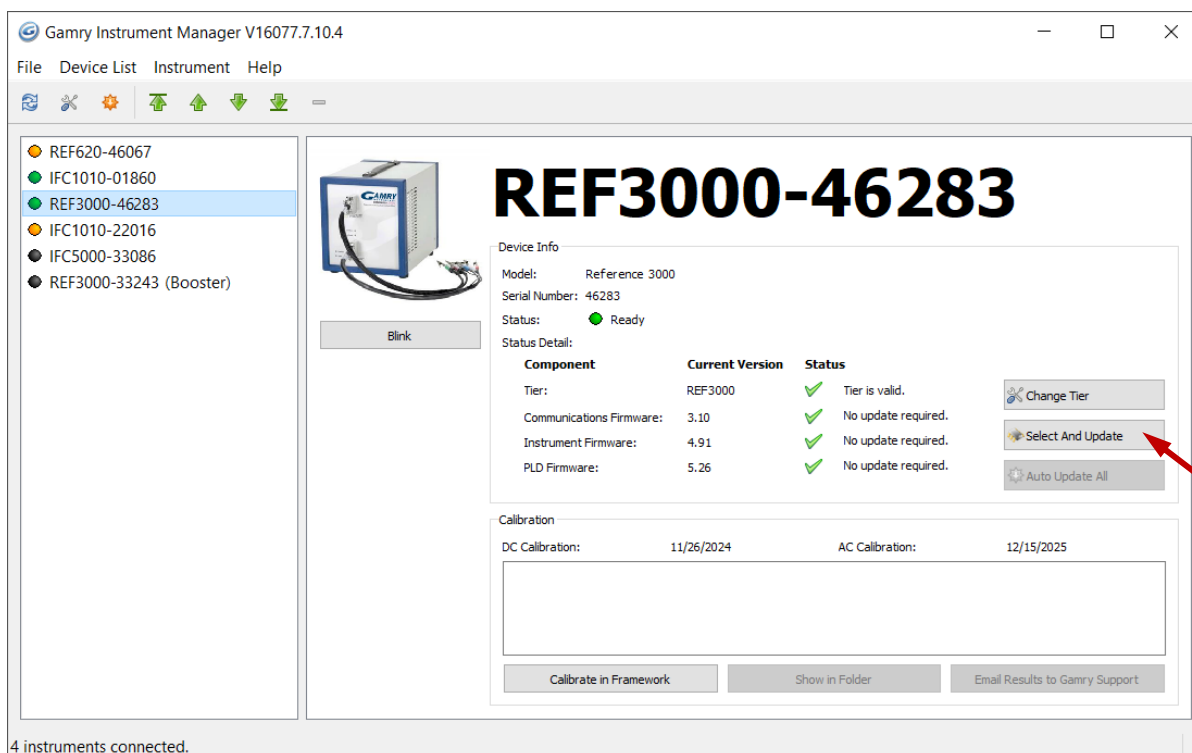 Gamry Instrument Manager V16077.7.10.4
File Device List Instrument Help
REF620-46067
IFC1010-01860
REF3000-46283
IFC1010-22016
IFC5000-33086
REF3000-33243 (Booster)
GAMRY
Blink
REF3000-46283
Device Info
Model: Reference 3000
Serial Number: 46283
Status: Ready
Status Detail:
Component Current Version Status
Tier: REF3000 Tier is valid.
Change Tier
Communications Firmware: 3.10 No update required.
Instrument Firmware: 4.91 No update required.
Select And Update
PLD Firmware: 5.26 No update required.
Auto Update All
Calibration
DC Calibration: 11/26/2024 AC Calibration: 12/15/2025
Calibrate in Framework Show in Folder Email Results to Gamry Support
4 instruments connected.